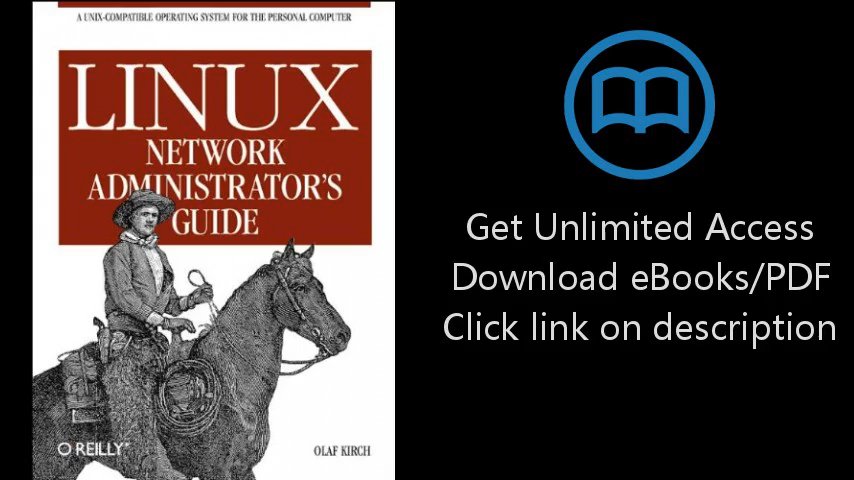 A UNIX-COMPATIBLE OPERATING SYSTEM FOR THE PERSONAL COMPUTER
LINUX
NETWORK
ADMINISTRATOR'S
GUIDE
O REILLY
OLAF KIRCH
Get Unlimited Access
Download eBooks/PDF
Click link on description